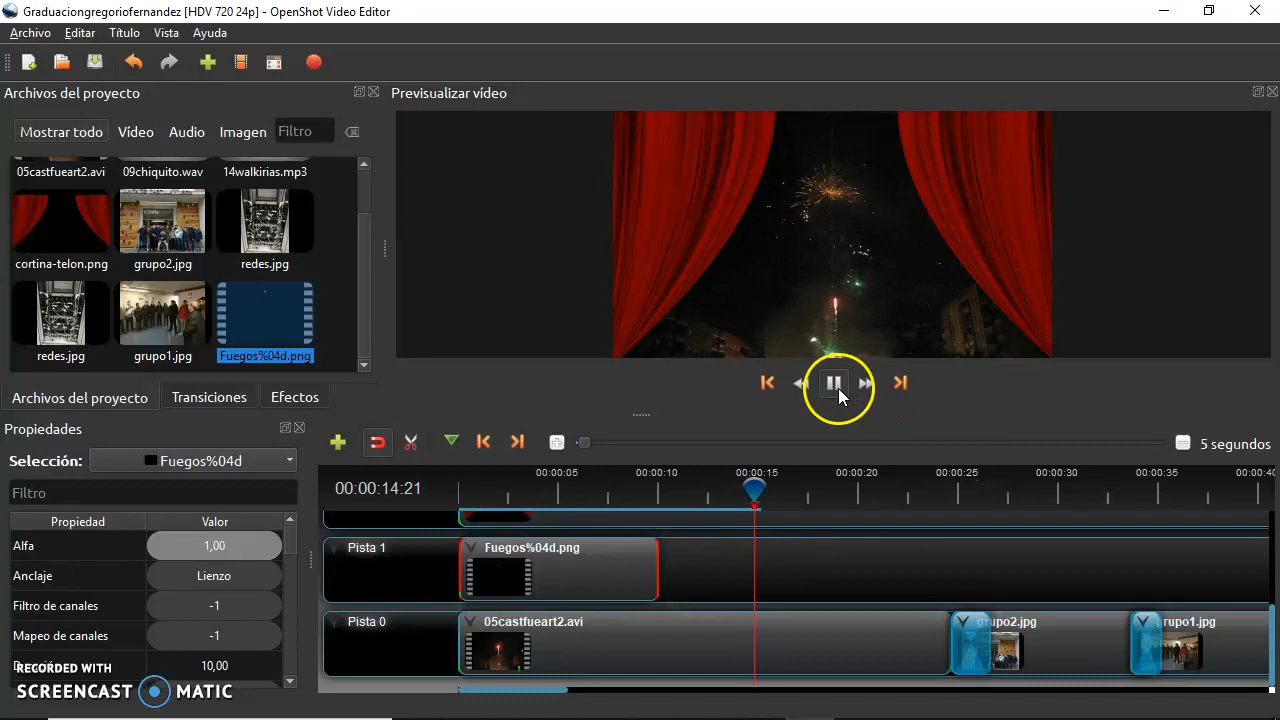 Graduaciongregoriofernandez [HDV 720 24p] - OpenShot Video Editor
Archivo Editar Título Vista Ayuda
Archivos del proyecto
Previsualizar vídeo
Mostrar todo Vídeo Audio Imagen Filtro
05castfueart2.avi 09chiquito.wav 14walkirias.mp3
cortina-telon.png grupo2.jpg redes.jpg
redes.jpg grupo1.jpg Fuegos%04d.png
Archivos del proyecto Transiciones Efectos
Propiedades
Selección: Fuegos%04d
Filtro
Propiedad Valor
Alfa 1,00
Anclaje Lienzo
Filtro de canales -1
Mapeo de canales -1
10,00
RECORDED WITH
SCREENCAST MATIC
5 segundos
00:00:14:21
00:00:05 00:00:10 00:00:15 00:00:20 00:00:25 00:00:30 00:00:35 00:00:40
Pista 1 Fuegos%04d.png
Pista 0 05castfueart2.avi grupo2.jpg grupo1.jpg